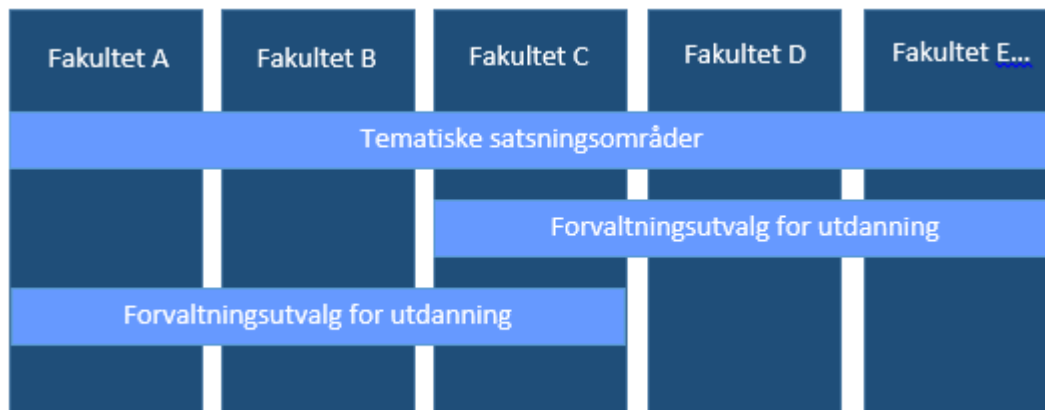 Fakultet A
Fakultet B
Fakultet C
Fakultet D
Fakultet E...
Tematiske satsningsområder
Forvaltningsutvalg for utdanning
Forvaltningsutvalg for utdanning